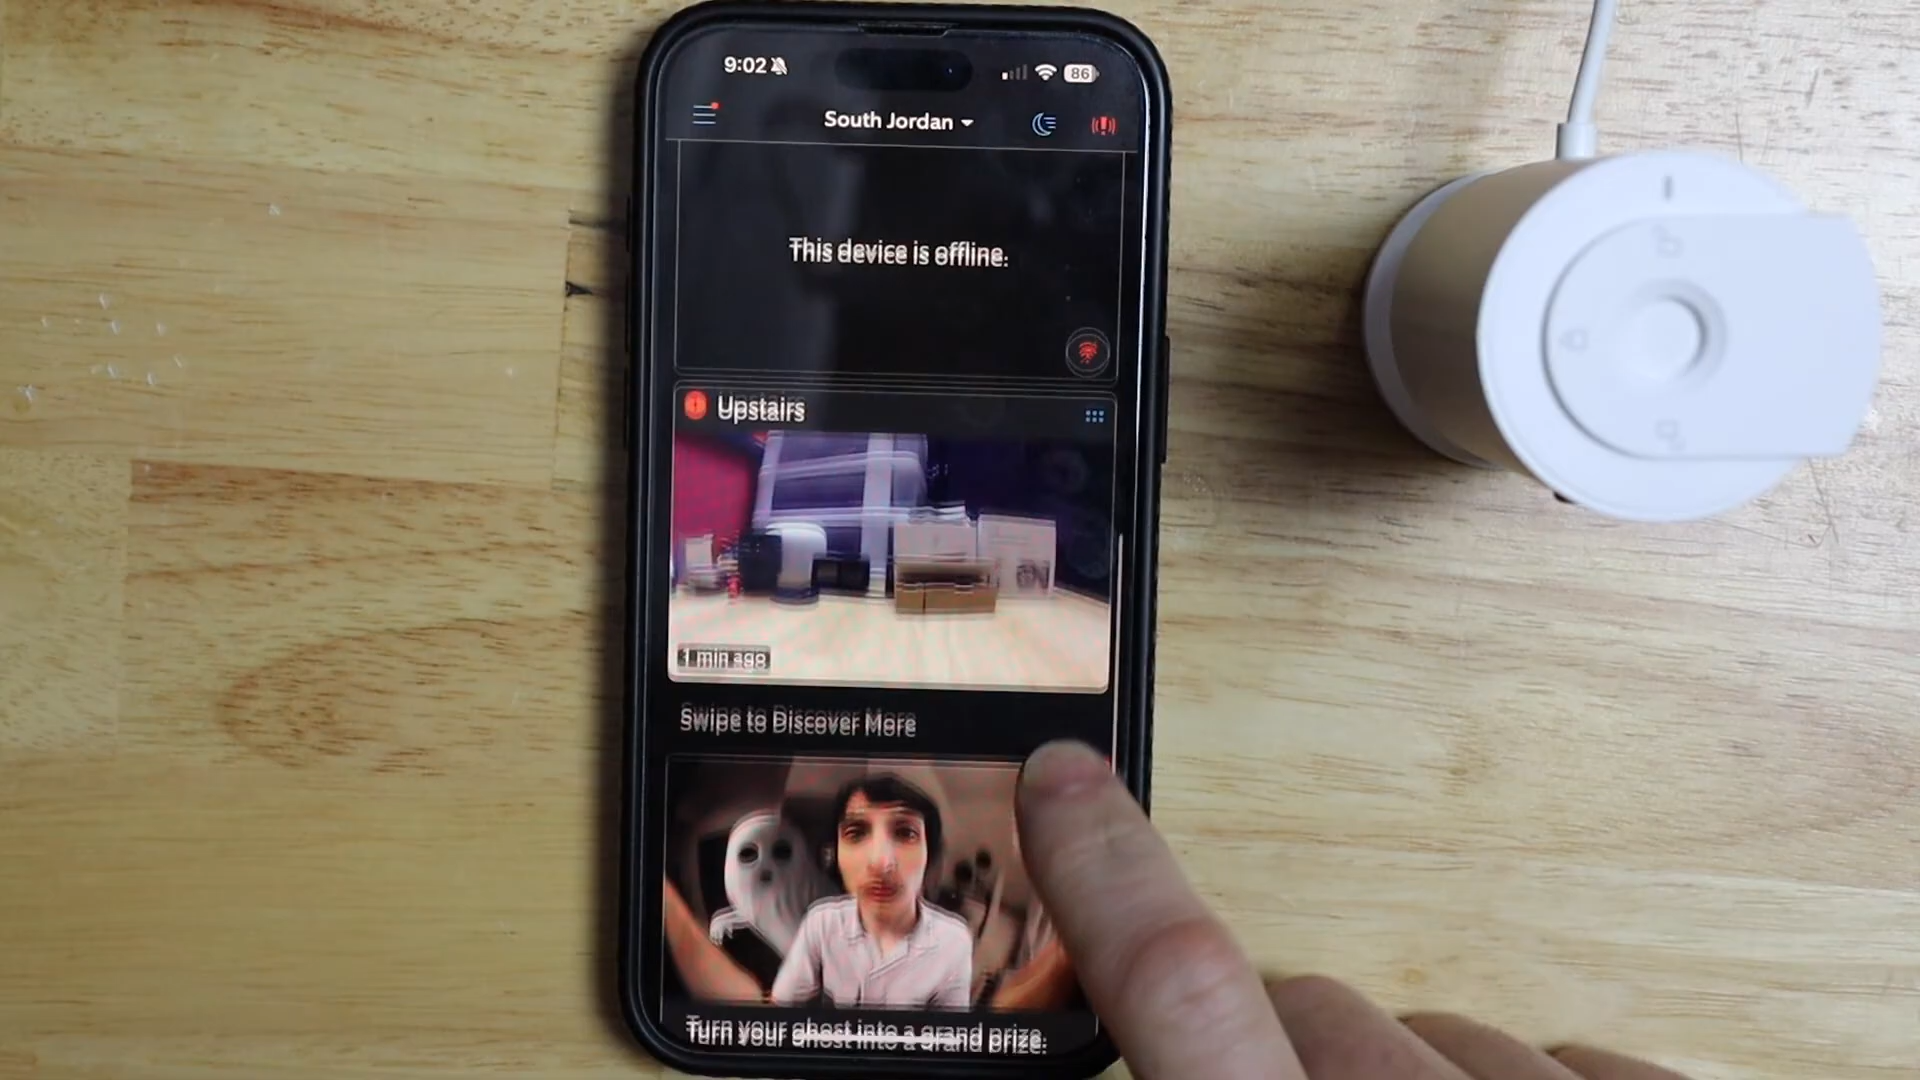 9:02
86
South Jordan
This device is offline.
Upstairs
1 min ago
Swipe to Discover More
Turn your ghost into a grand prize.